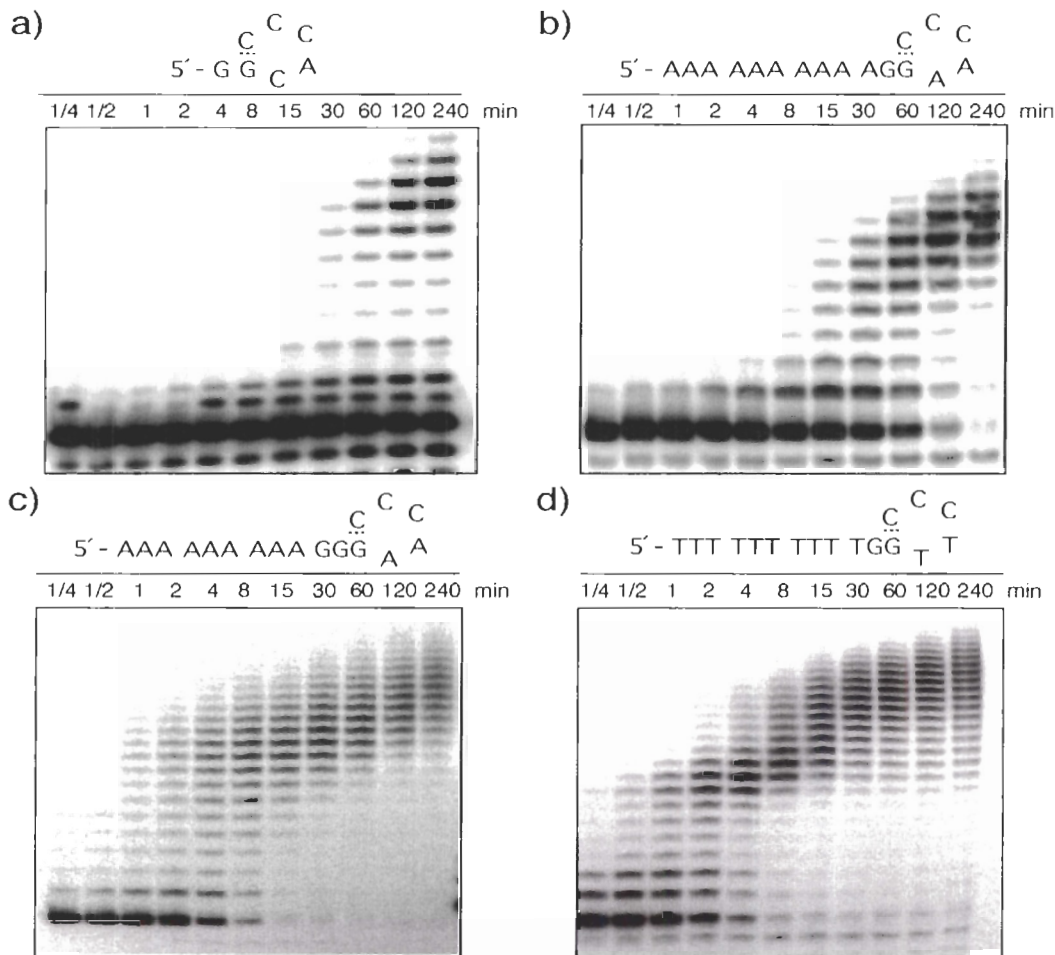 a)
C
C C
5´ - G G C A
1/4 1/2 1 2 4 8 15 30 60 120 240 min
b)
C
C C
5´ - AAA AAA AAA AGG A A
1/4 1/2 1 2 4 8 15 30 60 120 240 min
c)
C
C C
5´ - AAA AAA AAA GGG A A
1/4 1/2 1 2 4 8 15 30 60 120 240 min
d)
C
C C
5´ - TTT TTT TTT TGG T T
1/4 1/2 1 2 4 8 15 30 60 120 240 min